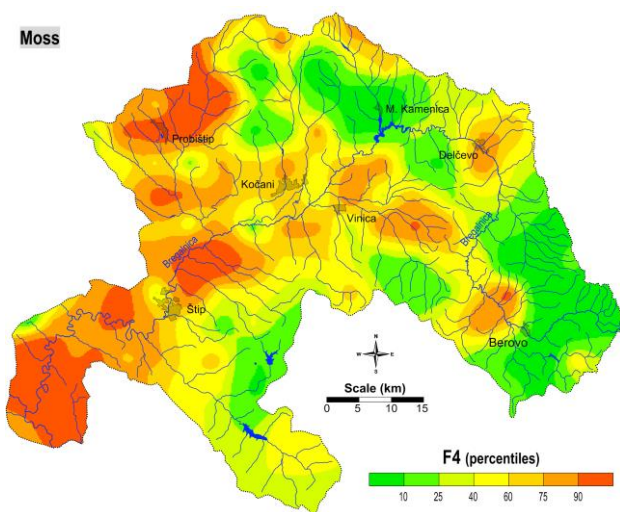 Moss
M. Kamenica
Probištip
Delčevo
Kočani
Vinica
Bregalnica
Bregalnica
Štip
Berovo
N
W E
S
Scale (km)
0 5 10 15
F4 (percentiles)
10 25 40 60 75 90